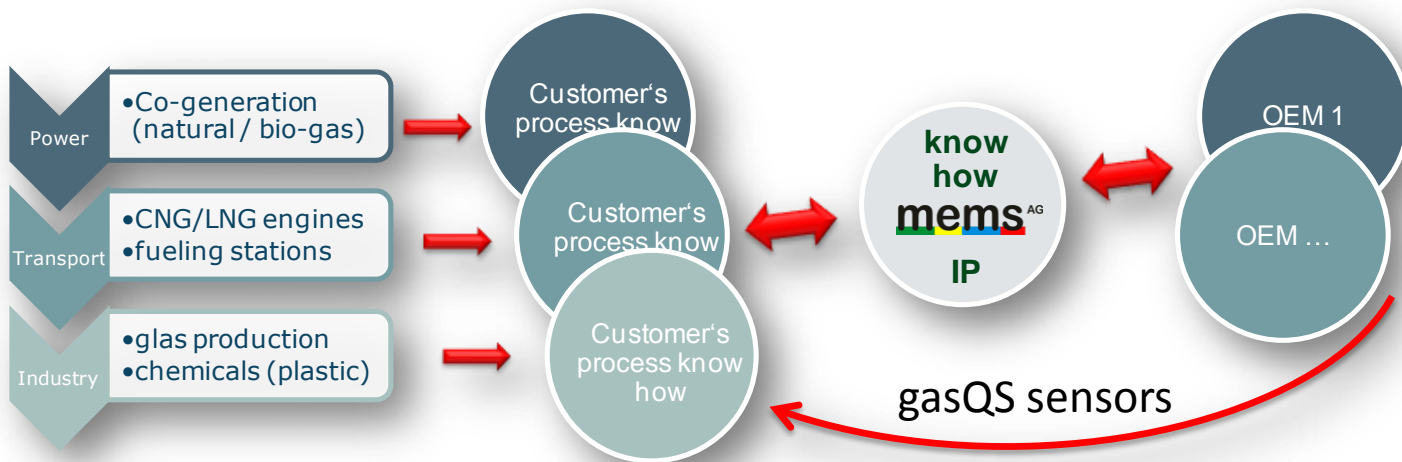 Power
•Co-generation
(natural / bio-gas)
Transport
•CNG/LNG engines
•fueling stations
Industry
•glas production
•chemicals (plastic)
Customer‘s
process know
Customer‘s
process know
Customer‘s
process know
how
know
how
mems AG
IP
OEM 1
OEM ...
gasQS sensors